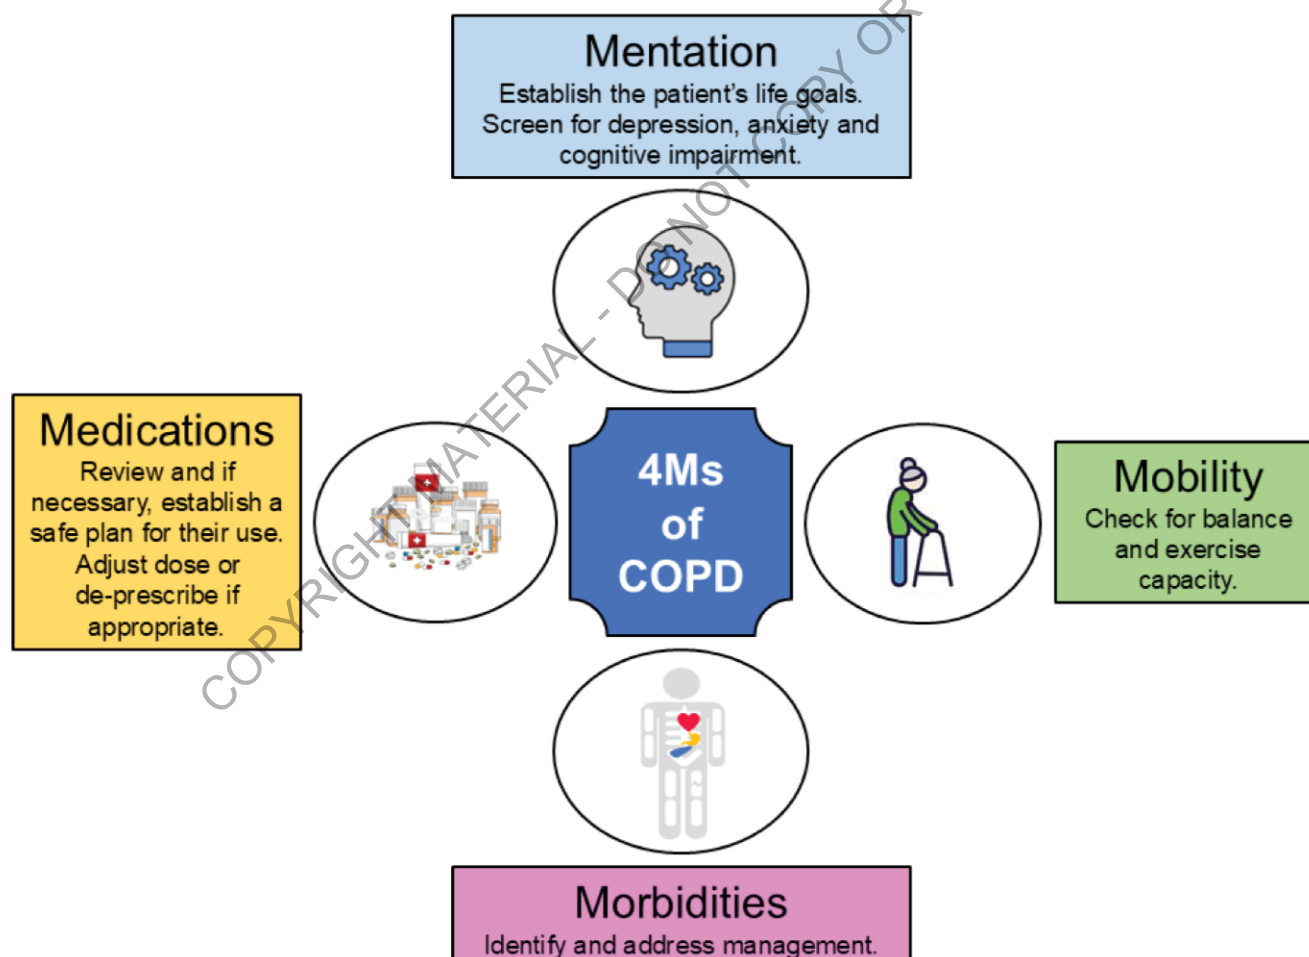 Mentation
Establish the patient's life goals.
Screen for depression, anxiety and
cognitive impairment.
Medications
Review and if
necessary, establish a
safe plan for their use.
Adjust dose or
de-prescribe if
appropriate.
4Ms
of
COPD
Mobility
Check for balance
and exercise
capacity.
Morbidities
Identify and address management.
COPYRIGHT MATERIAL - DO NOT COPY OR